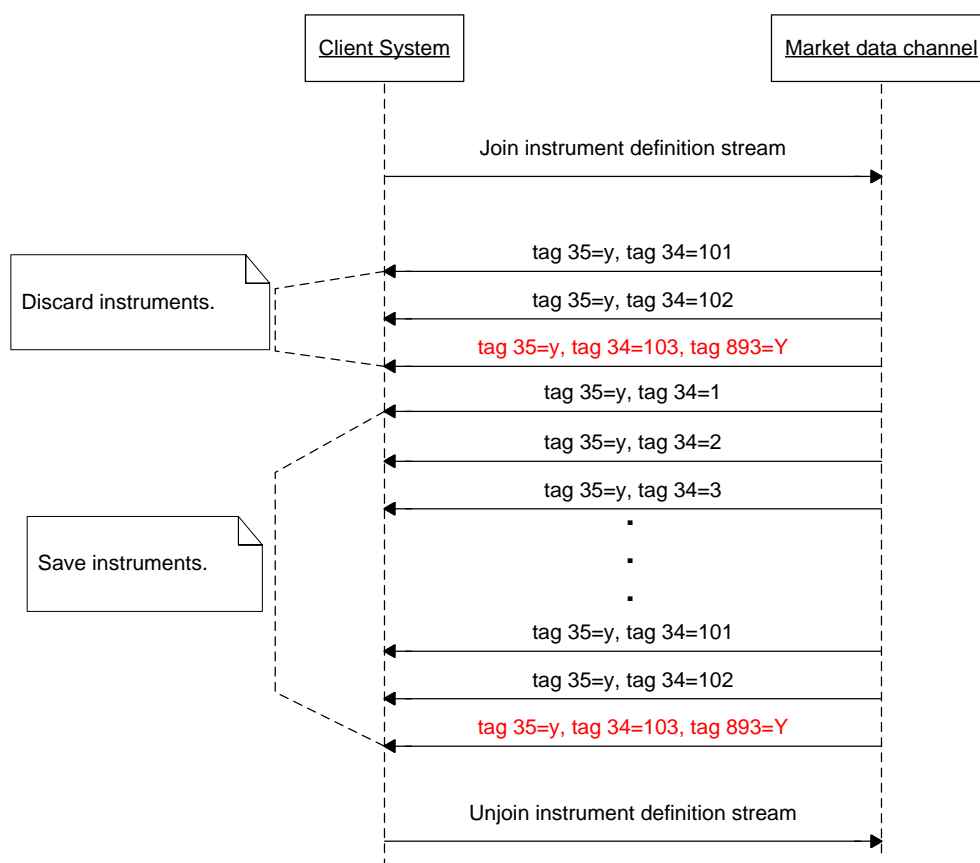 Client System
Market data channel
Join instrument definition stream
tag 35=y, tag 34=101
Discard instruments.
tag 35=y, tag 34=102
tag 35=y, tag 34=103, tag 893=Y
tag 35=y, tag 34=1
tag 35=y, tag 34=2
tag 35=y, tag 34=3
Save instruments.
tag 35=y, tag 34=101
tag 35=y, tag 34=102
tag 35=y, tag 34=103, tag 893=Y
Unjoin instrument definition stream